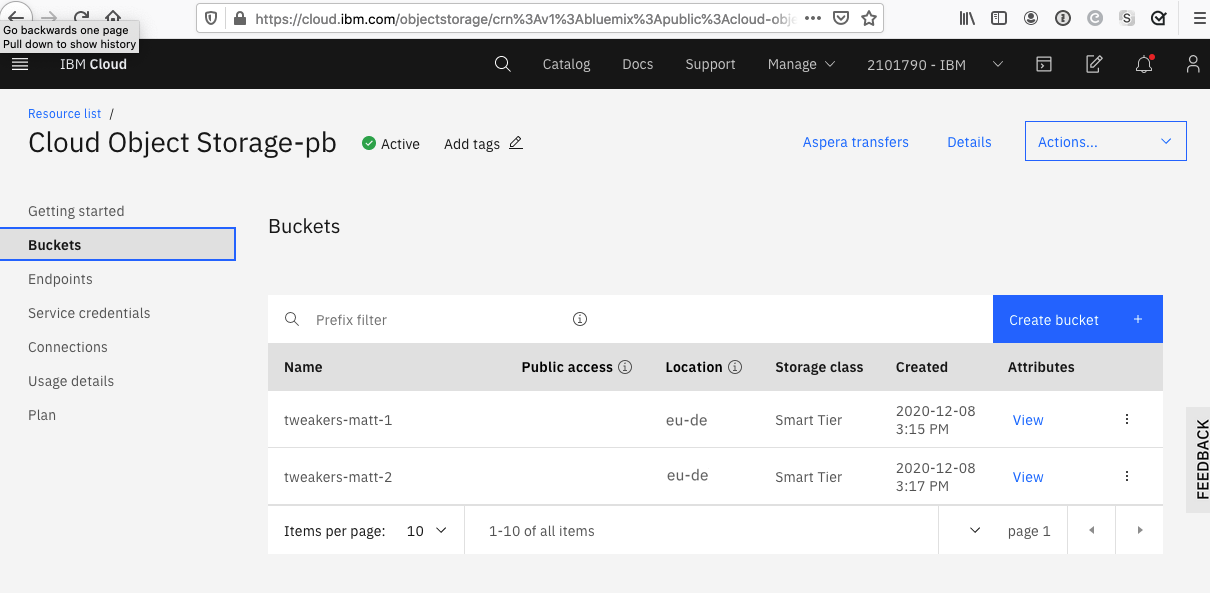 https://cloud.ibm.com/objectstorage/crn%3Av1%3Abluemix%3Apublic%3Acloud-obje
Go backwards one page
Pull down to show history
IBM Cloud
Catalog
Docs
Support
Manage
2101790 - IBM
Resource list /
Cloud Object Storage-pb
Active
Add tags
Aspera transfers
Details
Actions...
Getting started
Buckets
Endpoints
Service credentials
Connections
Usage details
Plan
Buckets
Prefix filter
Create bucket +
Name Public access Location Storage class Created Attributes
tweakers-matt-1 eu-de Smart Tier 2020-12-08 3:15 PM View
tweakers-matt-2 eu-de Smart Tier 2020-12-08 3:17 PM View
Items per page: 10 1-10 of all items page 1
FEEDBACK